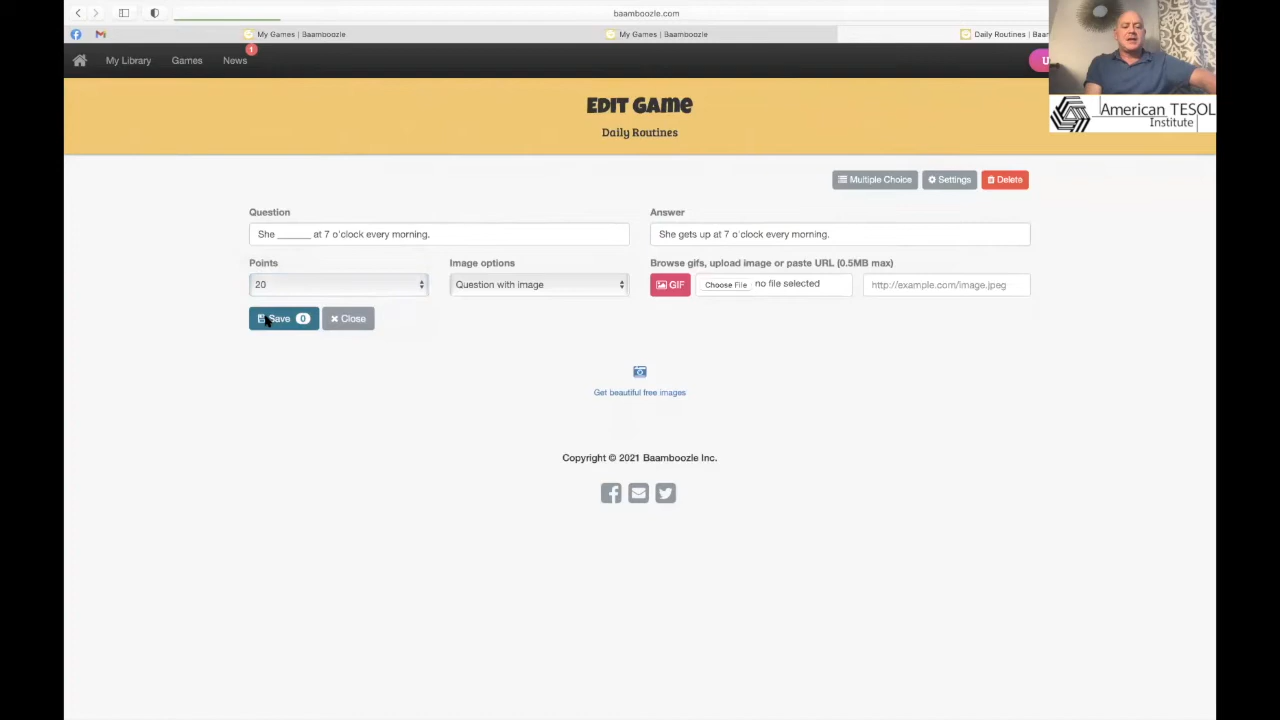 baamboozle.com
My Games | Baamboozle
My Games | Baamboozle
Daily Routines | Baam
My Library
Games
News
1
U
American TESOL
Institute
Edit Game
Daily Routines
Multiple Choice
Settings
Delete
Question
Answer
She _______ at 7 o'clock every morning.
She gets up at 7 o'clock every morning.
Points
Image options
Browse gifs, upload image or paste URL (0.5MB max)
20
Question with image
GIF
Choose File
no file selected
http://example.com/image.jpeg
Save 0
Close
Get beautiful free images
Copyright © 2021 Baamboozle Inc.